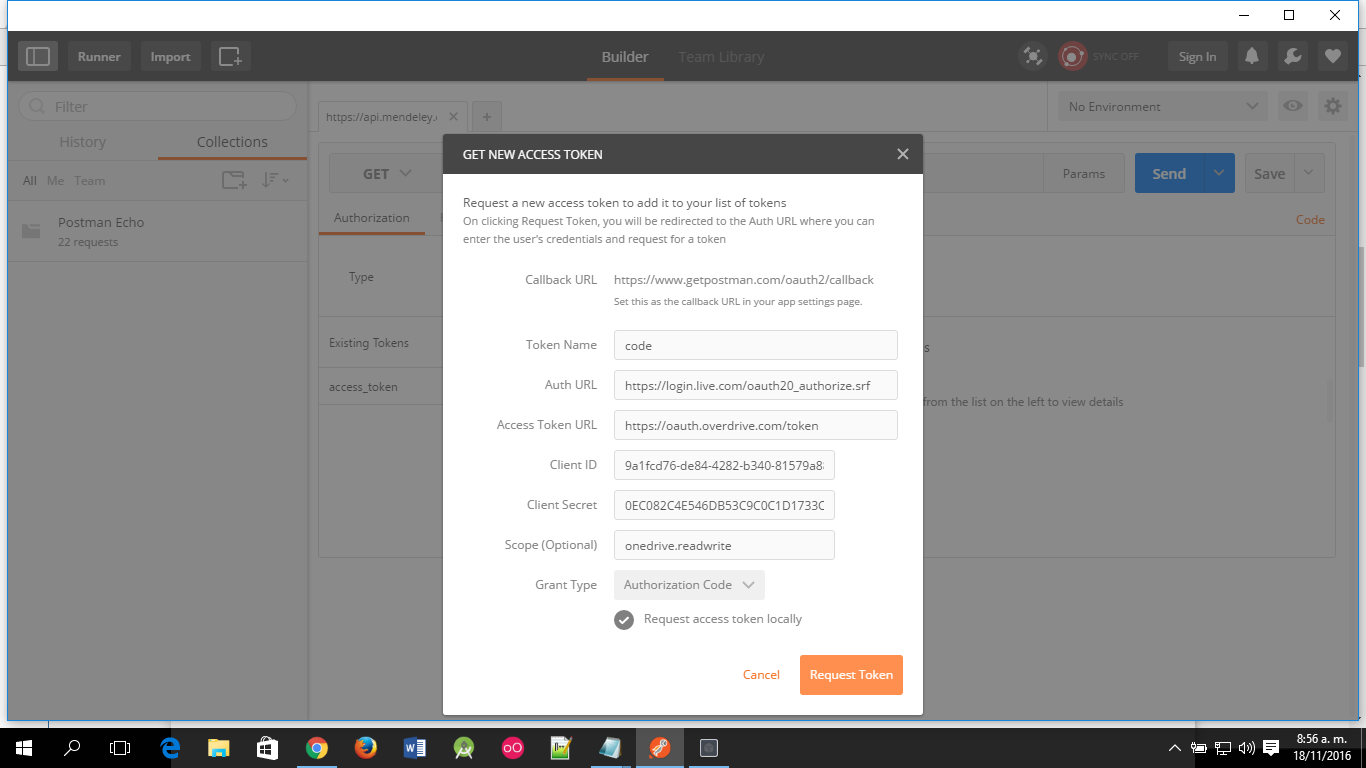 Runner
Import
Builder
Team Library
SYNC OFF
Sign In
Filter
History
Collections
All Me Team
Postman Echo
22 requests
https://api.mendeley.
No Environment
GET
Params
Send
Save
Authorization
Code
Type
Existing Tokens
access_token
s
from the list on the left to view details
GET NEW ACCESS TOKEN
Request a new access token to add it to your list of tokens
On clicking Request Token, you will be redirected to the Auth URL where you can
enter the user's credentials and request for a token
Callback URL https://www.getpostman.com/oauth2/callback
Set this as the callback URL in your app settings page.
Token Name code
Auth URL https://login.live.com/oauth20_authorize.srf
Access Token URL https://oauth.overdrive.com/token
Client ID 9a1fcd76-de84-4282-b340-81579a8
Client Secret 0EC082C4E546DB53C9C0C1D1733C
Scope (Optional) onedrive.readwrite
Grant Type Authorization Code
Request access token locally
Cancel
Request Token
8:56 a. m.
18/11/2016